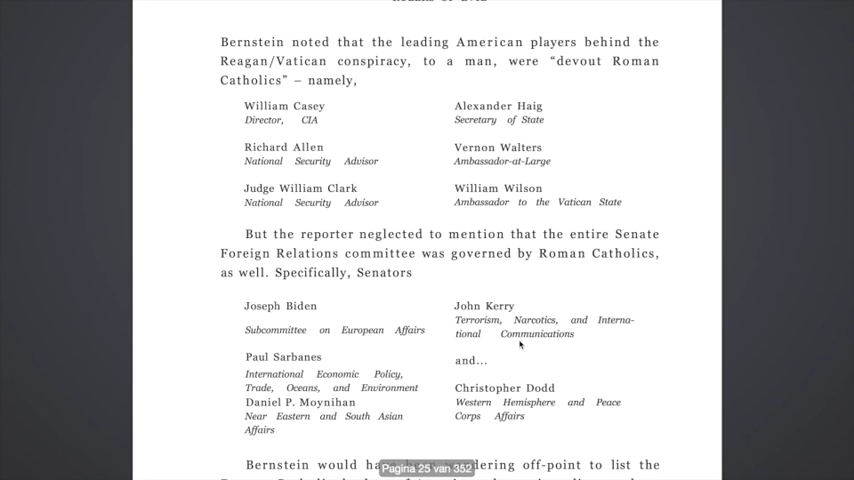 Bernstein noted that the leading American players behind the
Reagan/Vatican conspiracy, to a man, were “devout Roman
Catholics” – namely,
William Casey
Director, CIA
Alexander Haig
Secretary of State
Richard Allen
National Security Advisor
Vernon Walters
Ambassador-at-Large
Judge William Clark
National Security Advisor
William Wilson
Ambassador to the Vatican State
But the reporter neglected to mention that the entire Senate
Foreign Relations committee was governed by Roman Catholics,
as well. Specifically, Senators
Joseph Biden
Subcommittee on European Affairs
Paul Sarbanes
International Economic Policy,
Trade, Oceans, and Environment
Daniel P. Moynihan
Near Eastern and South Asian
Affairs
John Kerry
Terrorism, Narcotics, and Interna-
tional Communications
and...
Christopher Dodd
Western Hemisphere and Peace
Corps Affairs
Bernstein would off-point to list the
Pagina 25 van 352